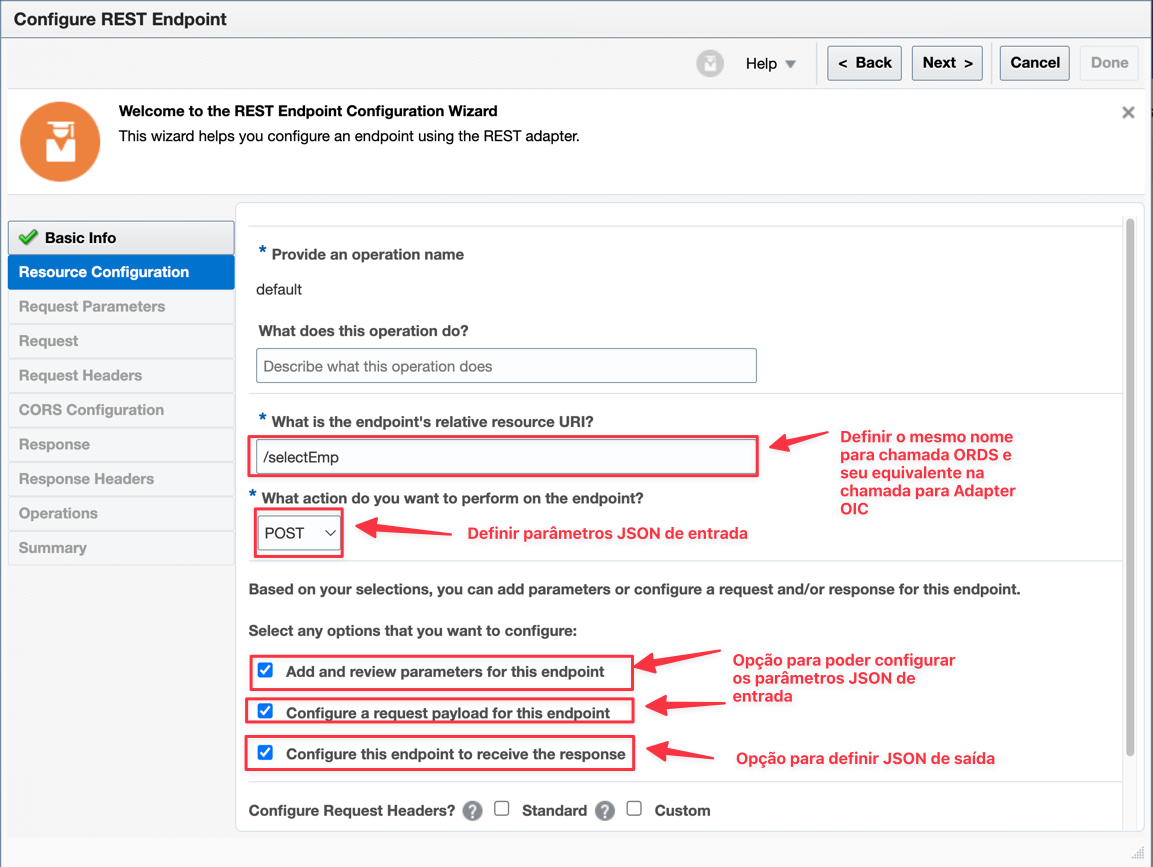 Configure REST Endpoint
Help
< Back
Next >
Cancel
Done
Welcome to the REST Endpoint Configuration Wizard
This wizard helps you configure an endpoint using the REST adapter.
Basic Info
Resource Configuration
Request Parameters
Request
Request Headers
CORS Configuration
Response
Response Headers
Operations
Summary
* Provide an operation name
default
What does this operation do?
Describe what this operation does
* What is the endpoint's relative resource URI?
/selectEmp
Definir o mesmo nome
para chamada ORDS e
seu equivalente na
chamada para Adapter
OIC
* What action do you want to perform on the endpoint?
POST
Definir parâmetros JSON de entrada
Based on your selections, you can add parameters or configure a request and/or response for this endpoint.
Select any options that you want to configure:
Add and review parameters for this endpoint
Configure a request payload for this endpoint
Opção para poder configurar
os parâmetros JSON de
entrada
Configure this endpoint to receive the response
Opção para definir JSON de saída
Configure Request Headers? ? Standard ? Custom